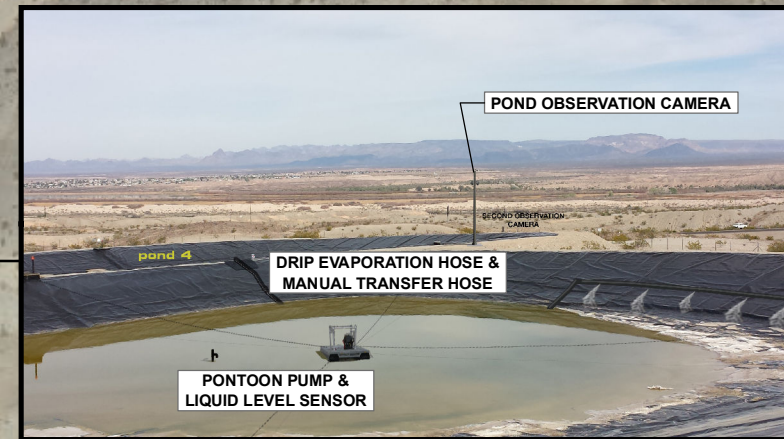 POND OBSERVATION CAMERA
SECOND OBSERVATION
CAMERA
pond 4
DRIP EVAPORATION HOSE &
MANUAL TRANSFER HOSE
PONTOON PUMP &
LIQUID LEVEL SENSOR